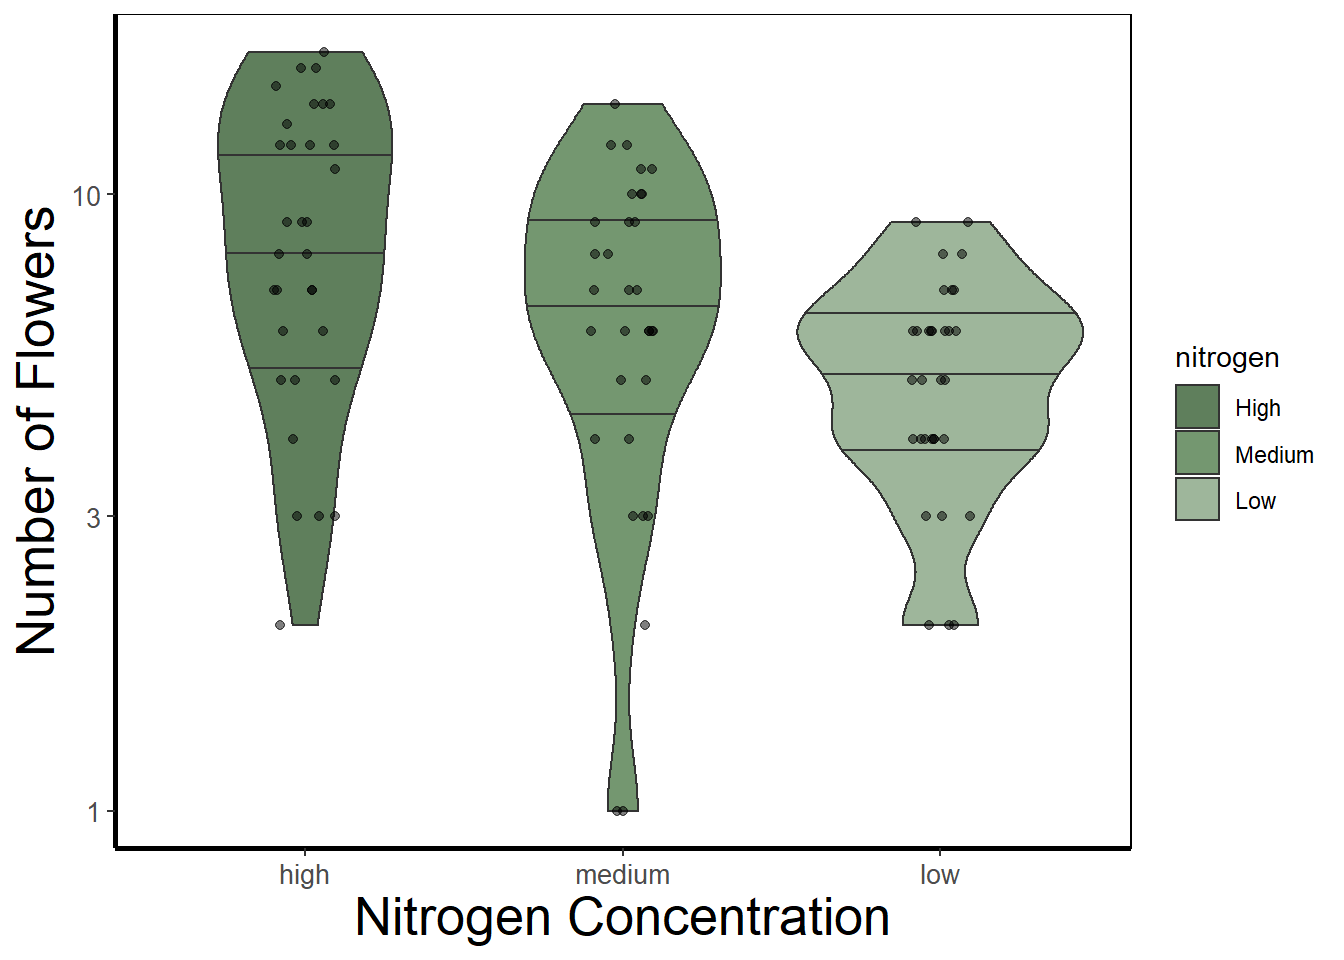 Number of Flowers
10
3
1
high medium low
Nitrogen Concentration
nitrogen
High
Medium
Low